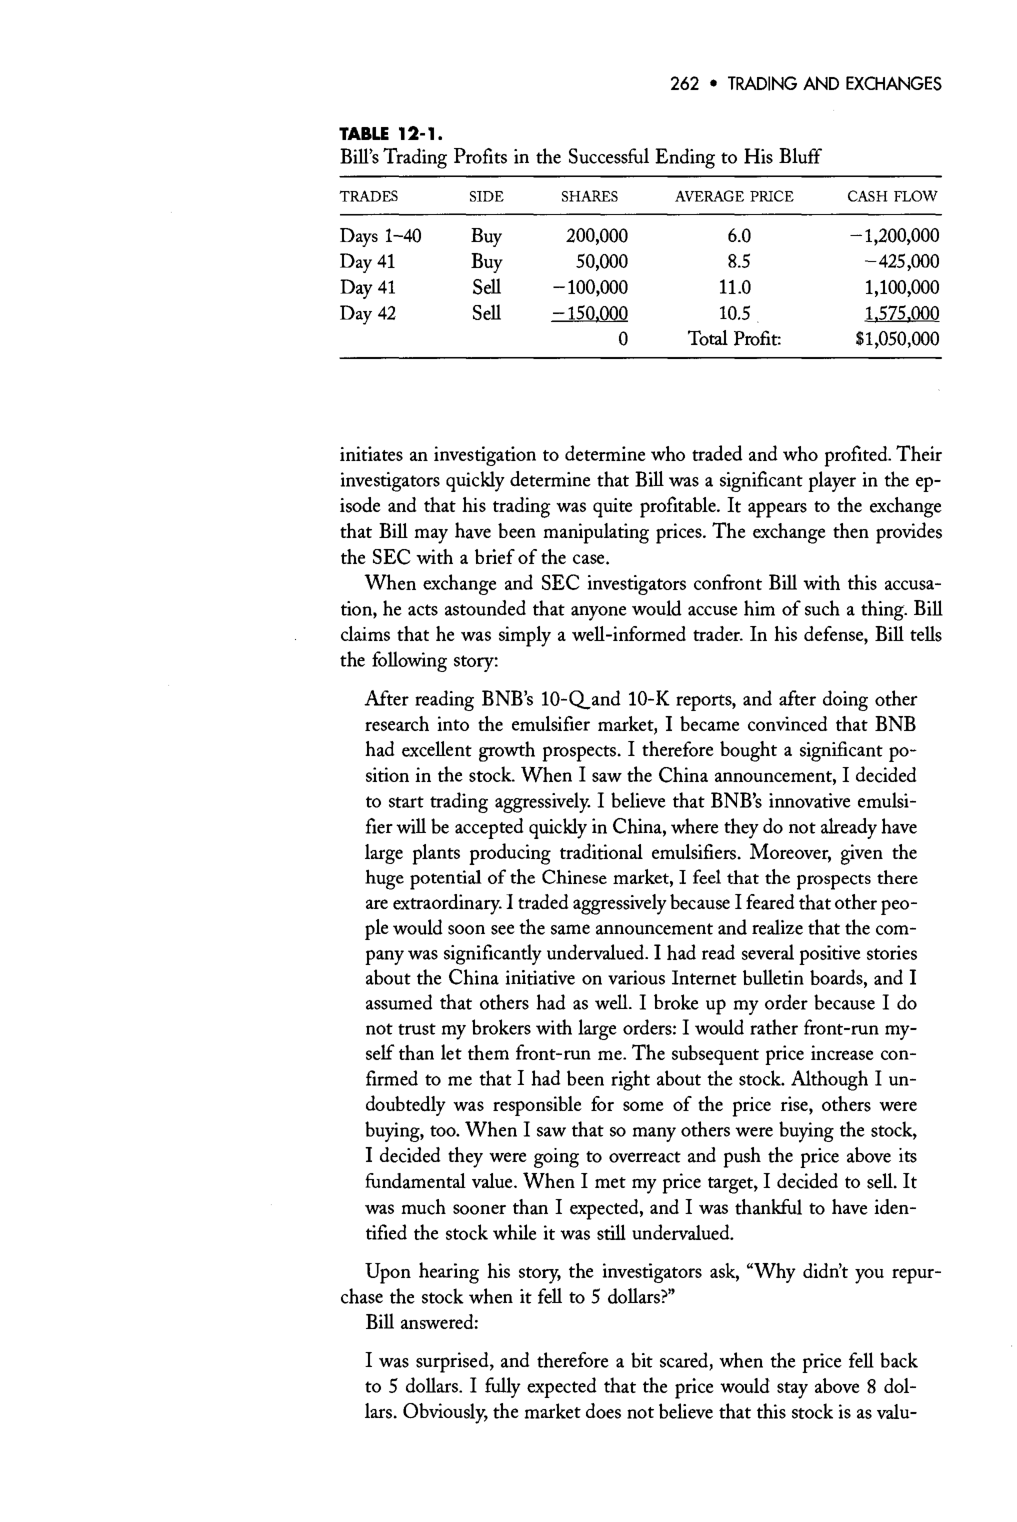 262 • TRADING AND EXCHANGES
TABLE 12-1.
Bill's Trading Profits in the Successful Ending to His Bluff
TRADES SIDE SHARES AVERAGE PRICE CASH FLOW
Days 1–40 Buy 200,000 6.0 −1,200,000
Day 41 Buy 50,000 8.5 −425,000
Day 41 Sell −100,000 11.0 1,100,000
Day 42 Sell −150,000 10.5 1,575,000
0 Total Profit: $1,050,000
initiates an investigation to determine who traded and who profited. Their
investigators quickly determine that Bill was a significant player in the ep-
isode and that his trading was quite profitable. It appears to the exchange
that Bill may have been manipulating prices. The exchange then provides
the SEC with a brief of the case.
When exchange and SEC investigators confront Bill with this accusa-
tion, he acts astounded that anyone would accuse him of such a thing. Bill
claims that he was simply a well-informed trader. In his defense, Bill tells
the following story:
After reading BNB's 10-Q and 10-K reports, and after doing other
research into the emulsifier market, I became convinced that BNB
had excellent growth prospects. I therefore bought a significant po-
sition in the stock. When I saw the China announcement, I decided
to start trading aggressively. I believe that BNB's innovative emulsi-
fier will be accepted quickly in China, where they do not already have
large plants producing traditional emulsifiers. Moreover, given the
huge potential of the Chinese market, I feel that the prospects there
are extraordinary. I traded aggressively because I feared that other peo-
ple would soon see the same announcement and realize that the com-
pany was significantly undervalued. I had read several positive stories
about the China initiative on various Internet bulletin boards, and I
assumed that others had as well. I broke up my order because I do
not trust my brokers with large orders: I would rather front-run my-
self than let them front-run me. The subsequent price increase con-
firmed to me that I had been right about the stock. Although I un-
doubtedly was responsible for some of the price rise, others were
buying, too. When I saw that so many others were buying the stock,
I decided they were going to overreact and push the price above its
fundamental value. When I met my price target, I decided to sell. It
was much sooner than I expected, and I was thankful to have iden-
tified the stock while it was still undervalued.
Upon hearing his story, the investigators ask, "Why didn't you repur-
chase the stock when it fell to 5 dollars?"
Bill answered:
I was surprised, and therefore a bit scared, when the price fell back
to 5 dollars. I fully expected that the price would stay above 8 dol-
lars. Obviously, the market does not believe that this stock is as valu-